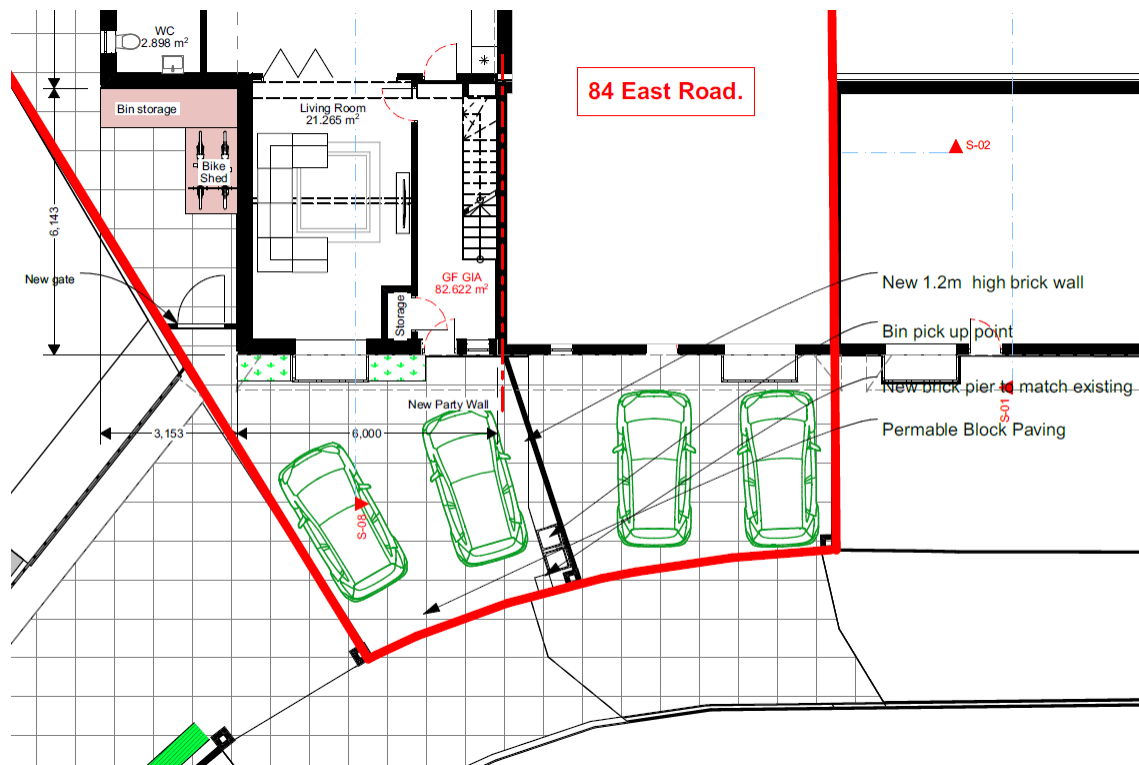 WC
2.898 m²
84 East Road.
Bin storage
Living Room
21.265 m²
S-02
Bike
Shed
6,143
New gate
GF GIA
82.622 m²
Storage
New 1.2m high brick wall
Bin pick up point
New brick pier to match existing
S-01
New Party Wall
Permable Block Paving
3,153
6,000
S-08